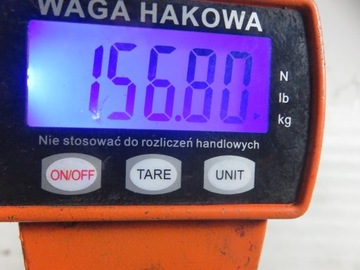 WAGA HAKOWA
156.80
N
lb
kg
Nie stosować do rozliczeń handlowych
ON/OFF TARE UNIT